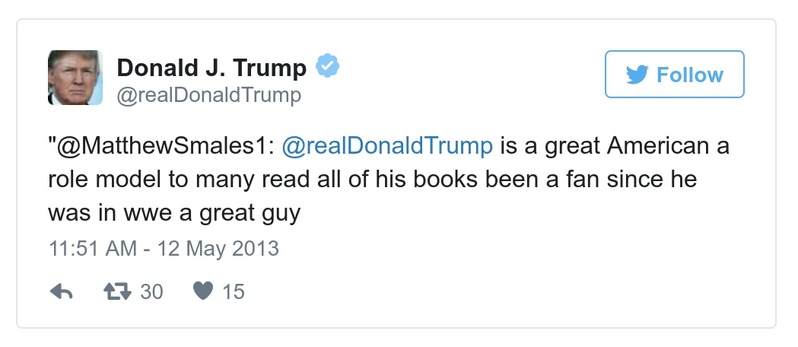 Donald J. Trump
Follow
@realDonaldTrump
"@MatthewSmales1: @realDonaldTrump is a great American a
role model to many read all of his books been a fan since he
was in wwe a great guy
11:51 AM - 12 May 2013
30 15